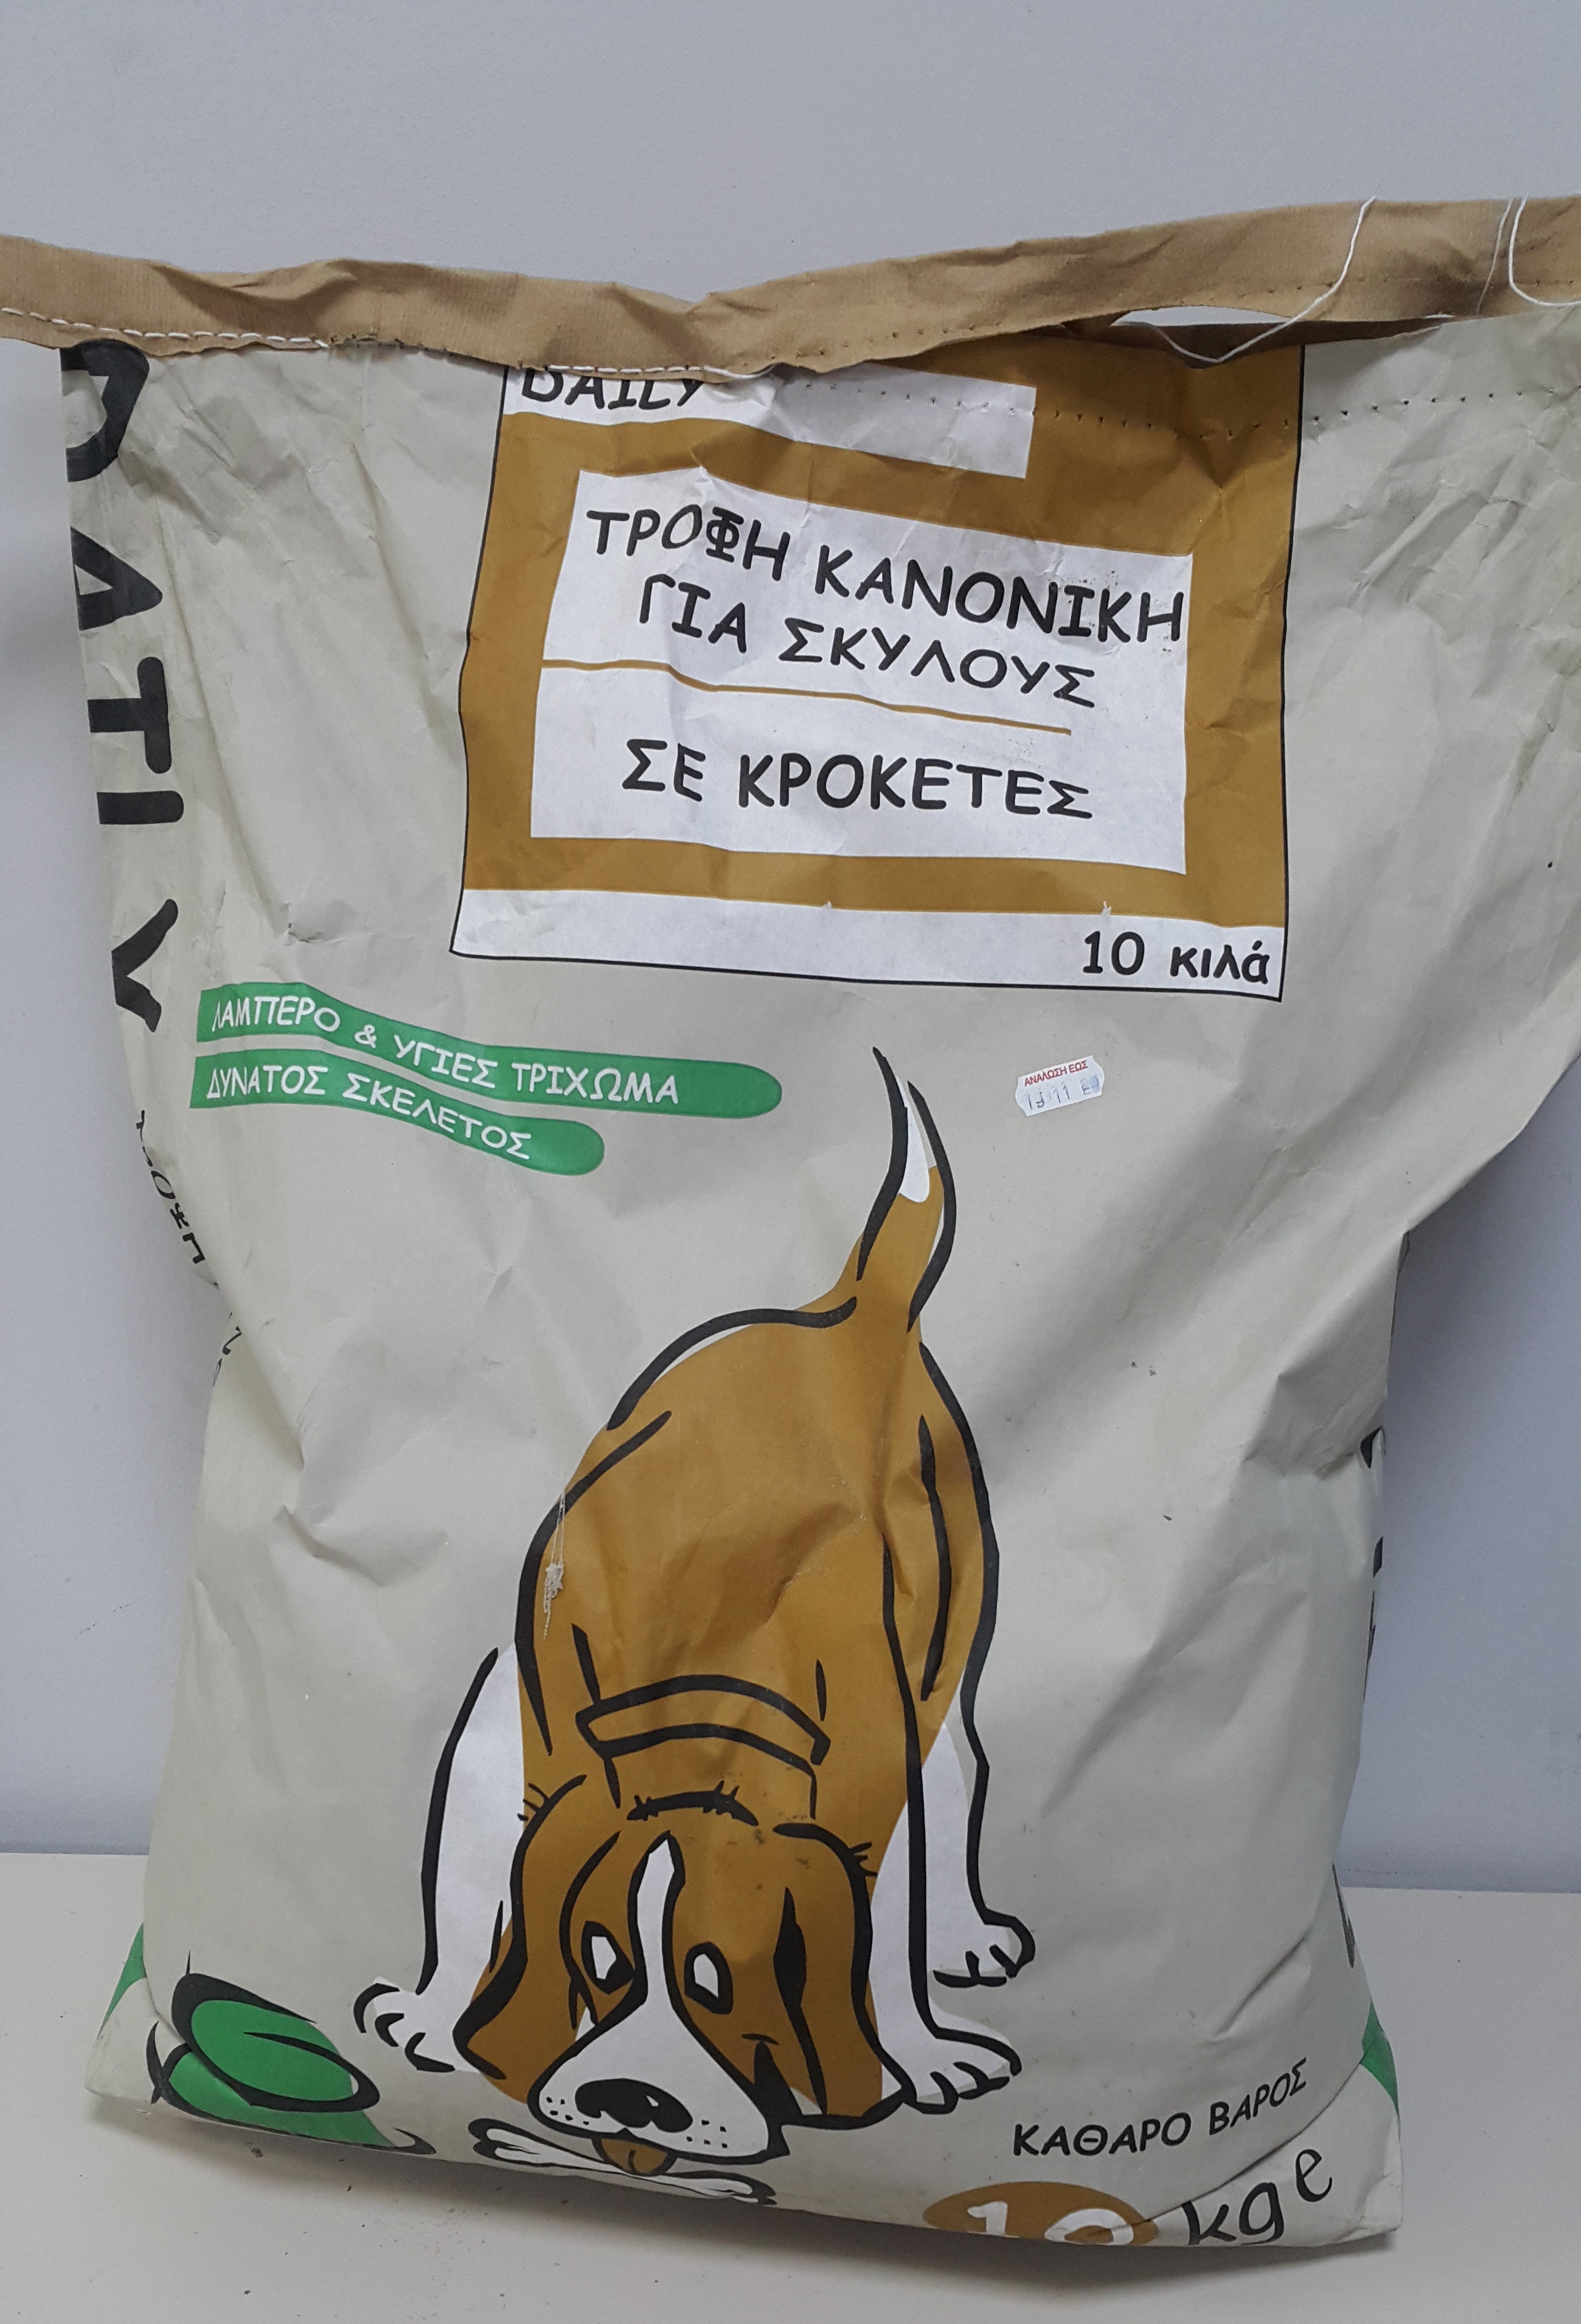 DAILY
ΤΡΟΦΗ ΚΑΝΟΝΙΚΗ
ΓΙΑ ΣΚΥΛΟΥΣ
ΣΕ ΚΡΟΚΕΤΕΣ
10 κιλά
ΛΑΜΠΕΡΟ & ΥΓΙΕΣ ΤΡΙΧΩΜΑ
ΔΥΝΑΤΟΣ ΣΚΕΛΕΤΟΣ
ΑΝΑΛΩΣΗ ΕΩΣ
ΚΑΘΑΡΟ ΒΑΡΟΣ
10 kg e